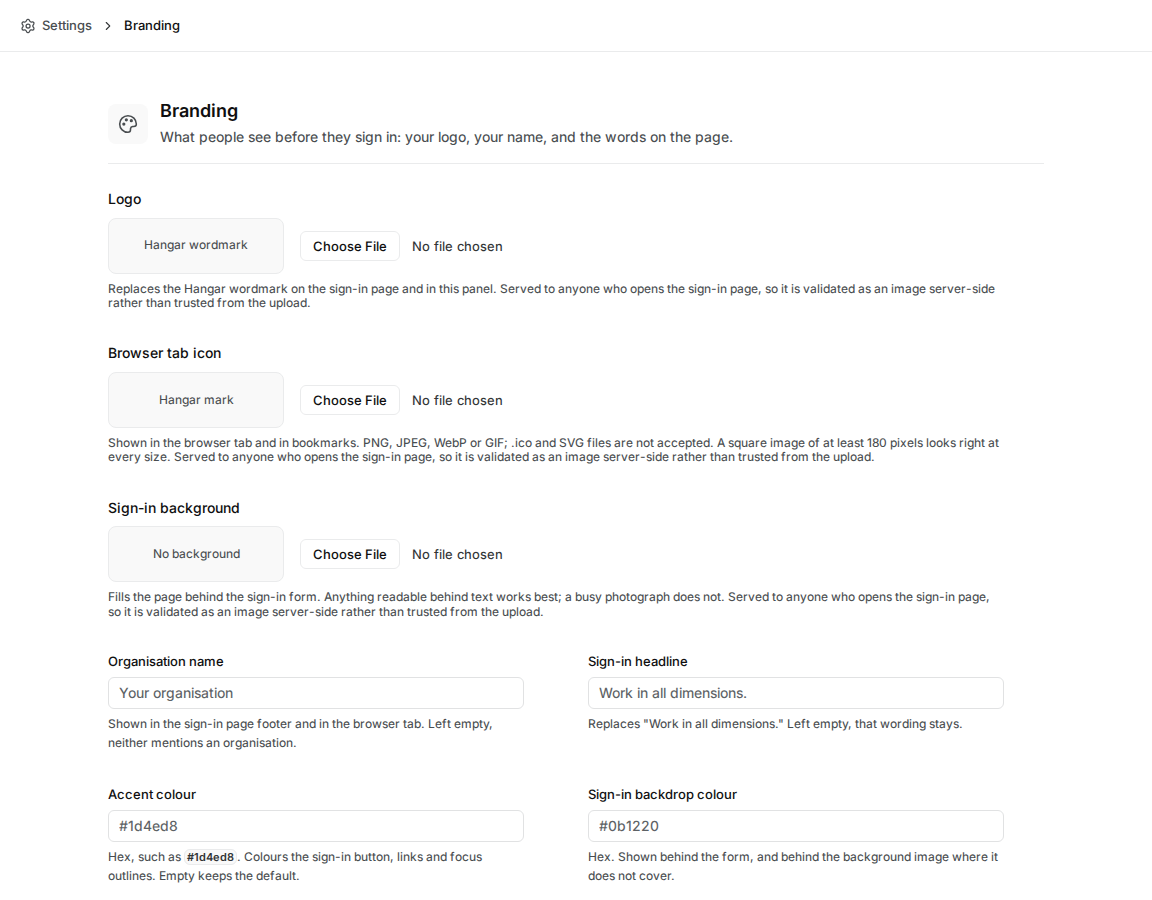 Settings > Branding
Branding
What people see before they sign in: your logo, your name, and the words on the page.
Logo
Hangar wordmark
Choose File No file chosen
Replaces the Hangar wordmark on the sign-in page and in this panel. Served to anyone who opens the sign-in page, so it is validated as an image server-side
rather than trusted from the upload.
Browser tab icon
Hangar mark
Choose File No file chosen
Shown in the browser tab and in bookmarks. PNG, JPEG, WebP or GIF; .ico and SVG files are not accepted. A square image of at least 180 pixels looks right at
every size. Served to anyone who opens the sign-in page, so it is validated as an image server-side rather than trusted from the upload.
Sign-in background
No background
Choose File No file chosen
Fills the page behind the sign-in form. Anything readable behind text works best; a busy photograph does not. Served to anyone who opens the sign-in page,
so it is validated as an image server-side rather than trusted from the upload.
Organisation name
Your organisation
Shown in the sign-in page footer and in the browser tab. Left empty,
neither mentions an organisation.
Sign-in headline
Work in all dimensions.
Replaces "Work in all dimensions." Left empty, that wording stays.
Accent colour
#1d4ed8
Hex, such as #1d4ed8. Colours the sign-in button, links and focus
outlines. Empty keeps the default.
Sign-in backdrop colour
#0b1220
Hex. Shown behind the form, and behind the background image where it
does not cover.